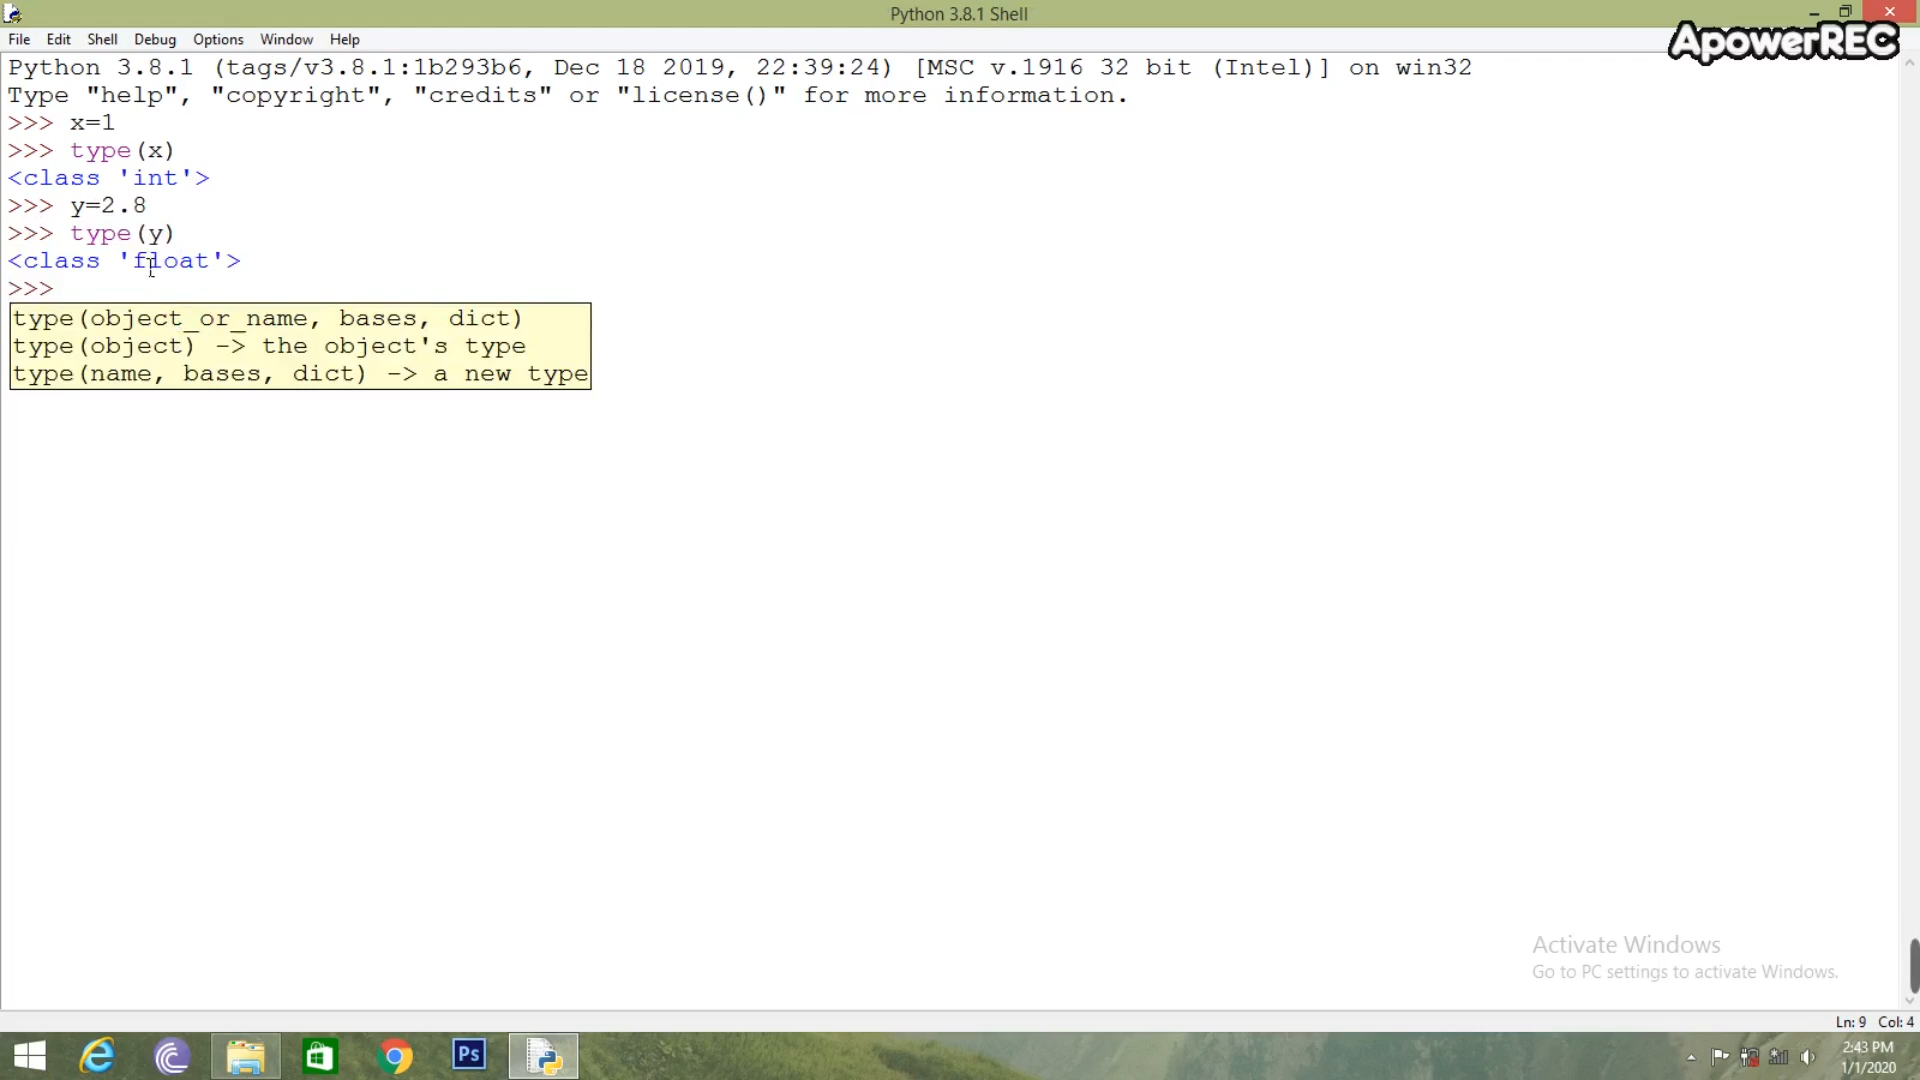 Python 3.8.1 Shell
File Edit Shell Debug Options Window Help
ApowerREC
Python 3.8.1 (tags/v3.8.1:1b293b6, Dec 18 2019, 22:39:24) [MSC v.1916 32 bit (Intel)] on win32
Type "help", "copyright", "credits" or "license()" for more information.
>>> x=1
>>> type(x)
<class 'int'>
>>> y=2.8
>>> type(y)
<class 'float'>
>>>
type(object_or_name, bases, dict)
type(object) -> the object's type
type(name, bases, dict) -> a new type
Activate Windows
Go to PC settings to activate Windows.
Ln: 9 Col: 4
Ps
2:43 PM
1/1/2020